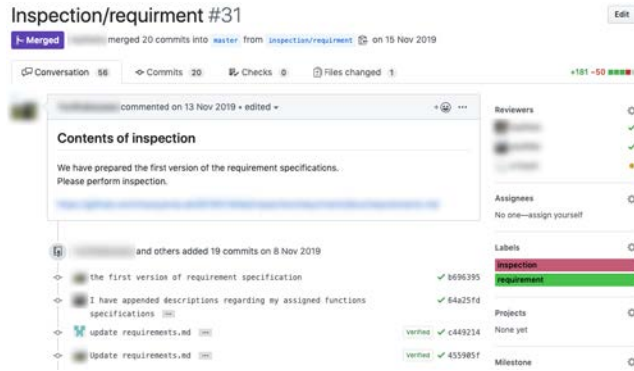 Inspection/requirment #31
Edit
Merged merged 20 commits into master from inspection/requirment on 15 Nov 2019
Conversation 56 Commits 20 Checks 0 Files changed 1 +181 −50
commented on 13 Nov 2019 • edited
Contents of inspection
We have prepared the first version of the requirement specifications.
Please perform inspection.
and others added 19 commits on 8 Nov 2019
the first version of requirement specification b696395
I have appended descriptions regarding my assigned functions
specifications ... 64a25fd
update requirements.md ... Verified c449214
Update requirements.md ... Verified 455905f
Reviewers
Assignees
No one—assign yourself
Labels
inspection
requirement
Projects
None yet
Milestone